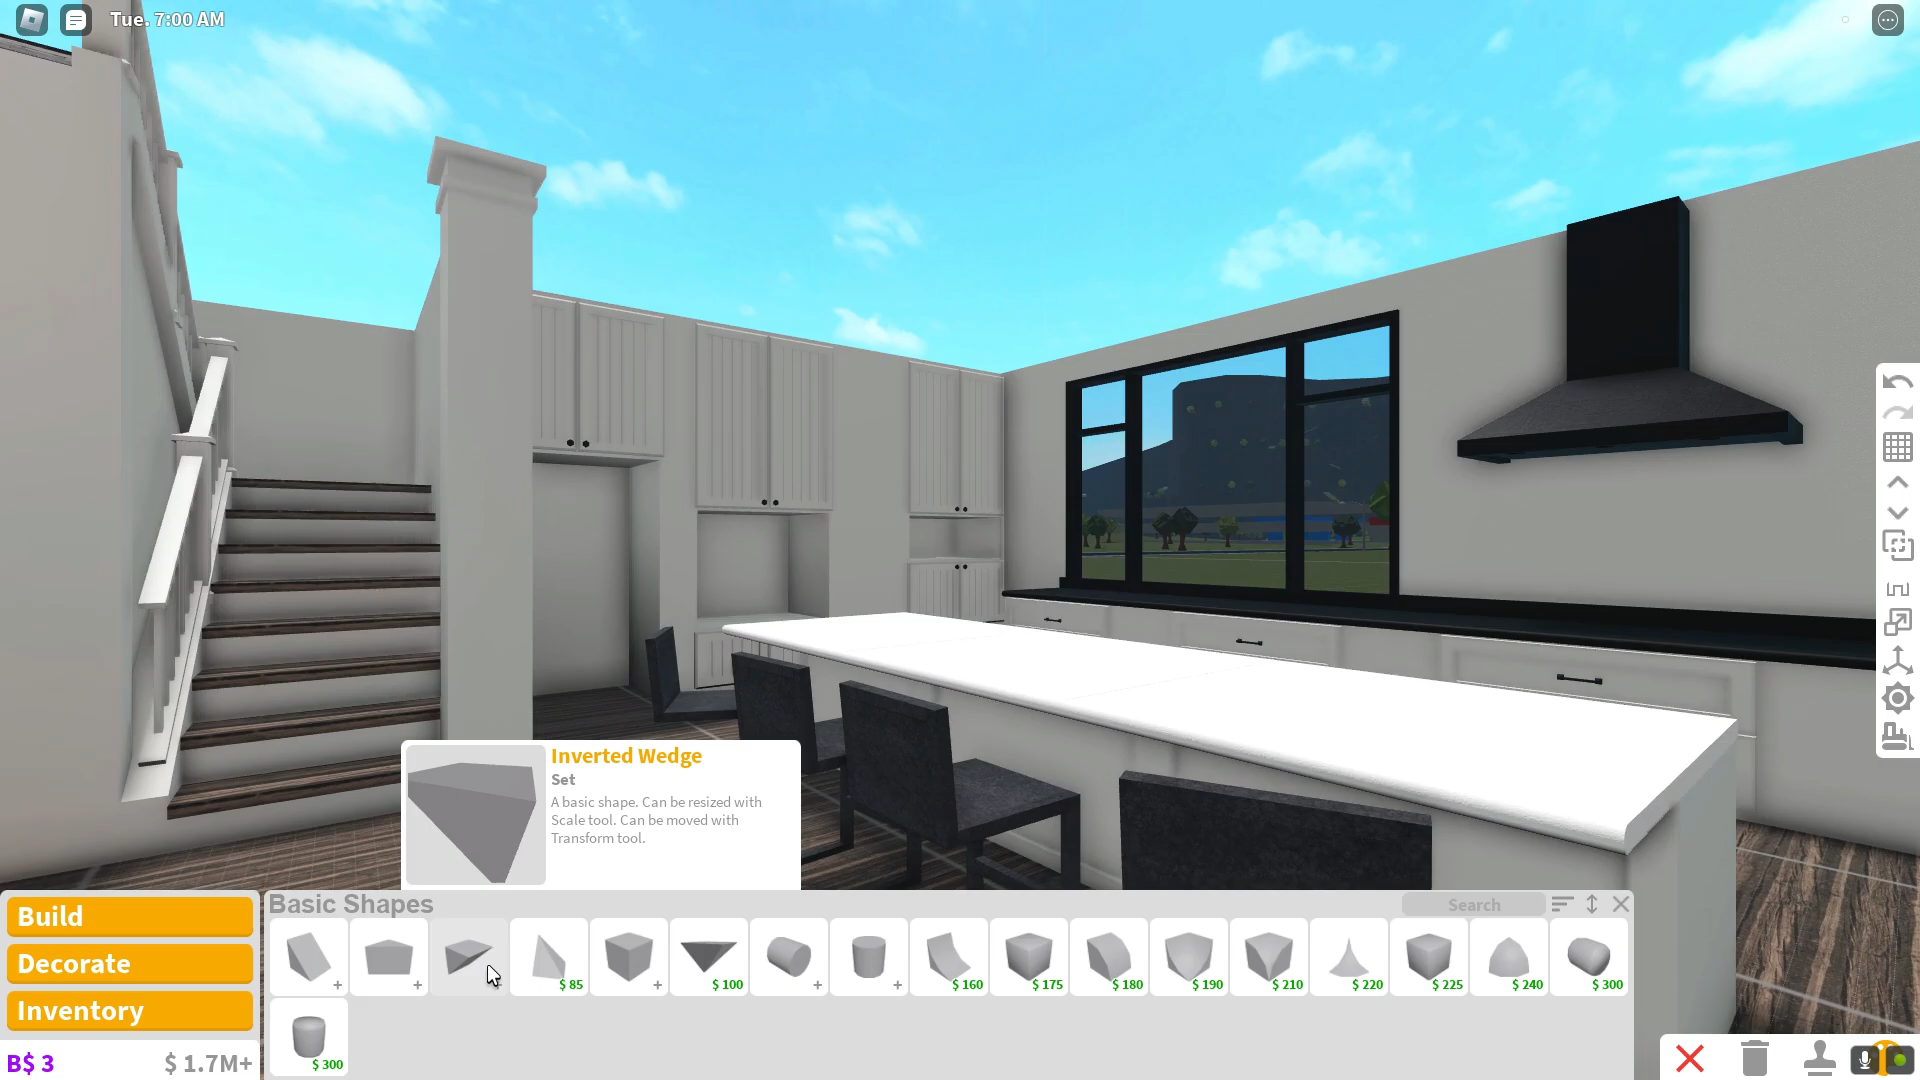 Tue. 7:00 AM
Inverted Wedge
Set
A basic shape. Can be resized with
Scale tool. Can be moved with
Transform tool.
Build
Decorate
Inventory
B$ 3
$ 1.7M+
Basic Shapes
Search
+
+
$ 85
+
$ 100
+
+
$ 160
$ 175
$ 180
$ 190
$ 210
$ 220
$ 225
$ 240
$ 300
$ 300